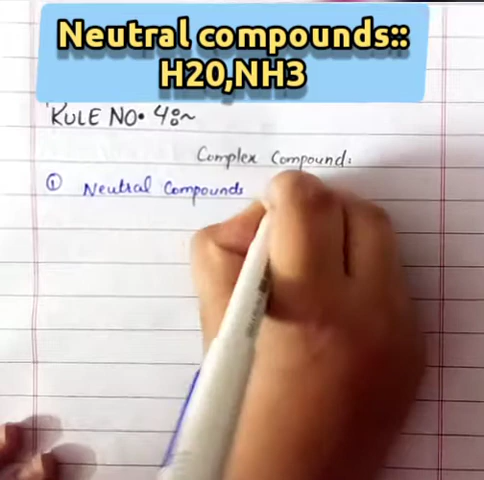 Neutral compounds::
H20,NH3
RULE NO. 4:~
Complex Compound:
① Neutral Compounds